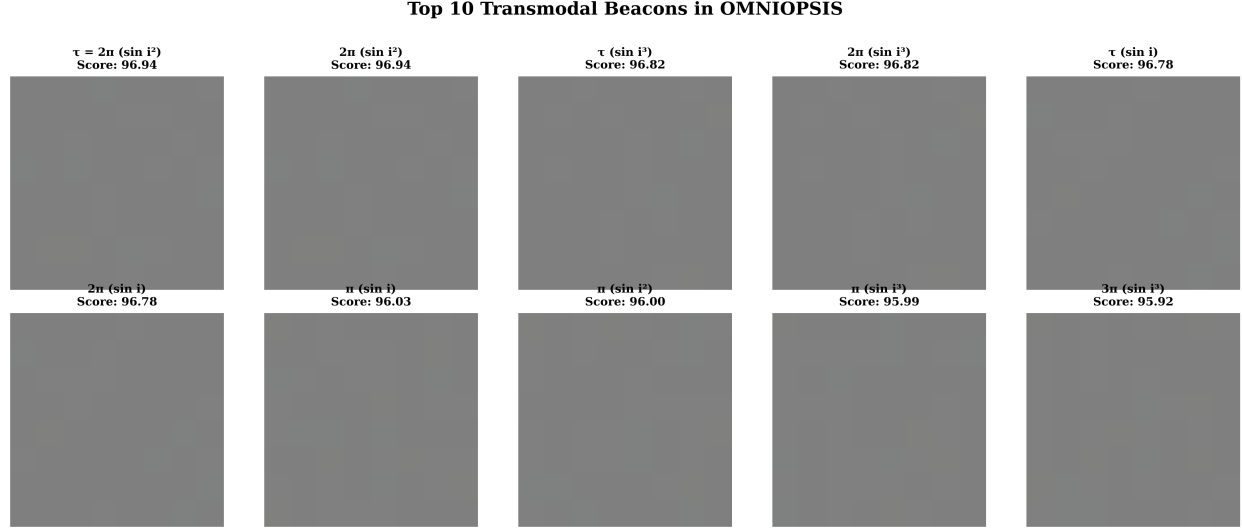 Top 10 Transmodal Beacons in OMNIOPSIS
τ = 2π (sin i²)
Score: 96.94
2π (sin i²)
Score: 96.94
τ (sin i³)
Score: 96.82
2π (sin i³)
Score: 96.82
τ (sin i)
Score: 96.78
2π (sin i)
Score: 96.78
π (sin i)
Score: 96.03
π (sin i²)
Score: 96.00
π (sin i³)
Score: 95.99
3π (sin i³)
Score: 95.92